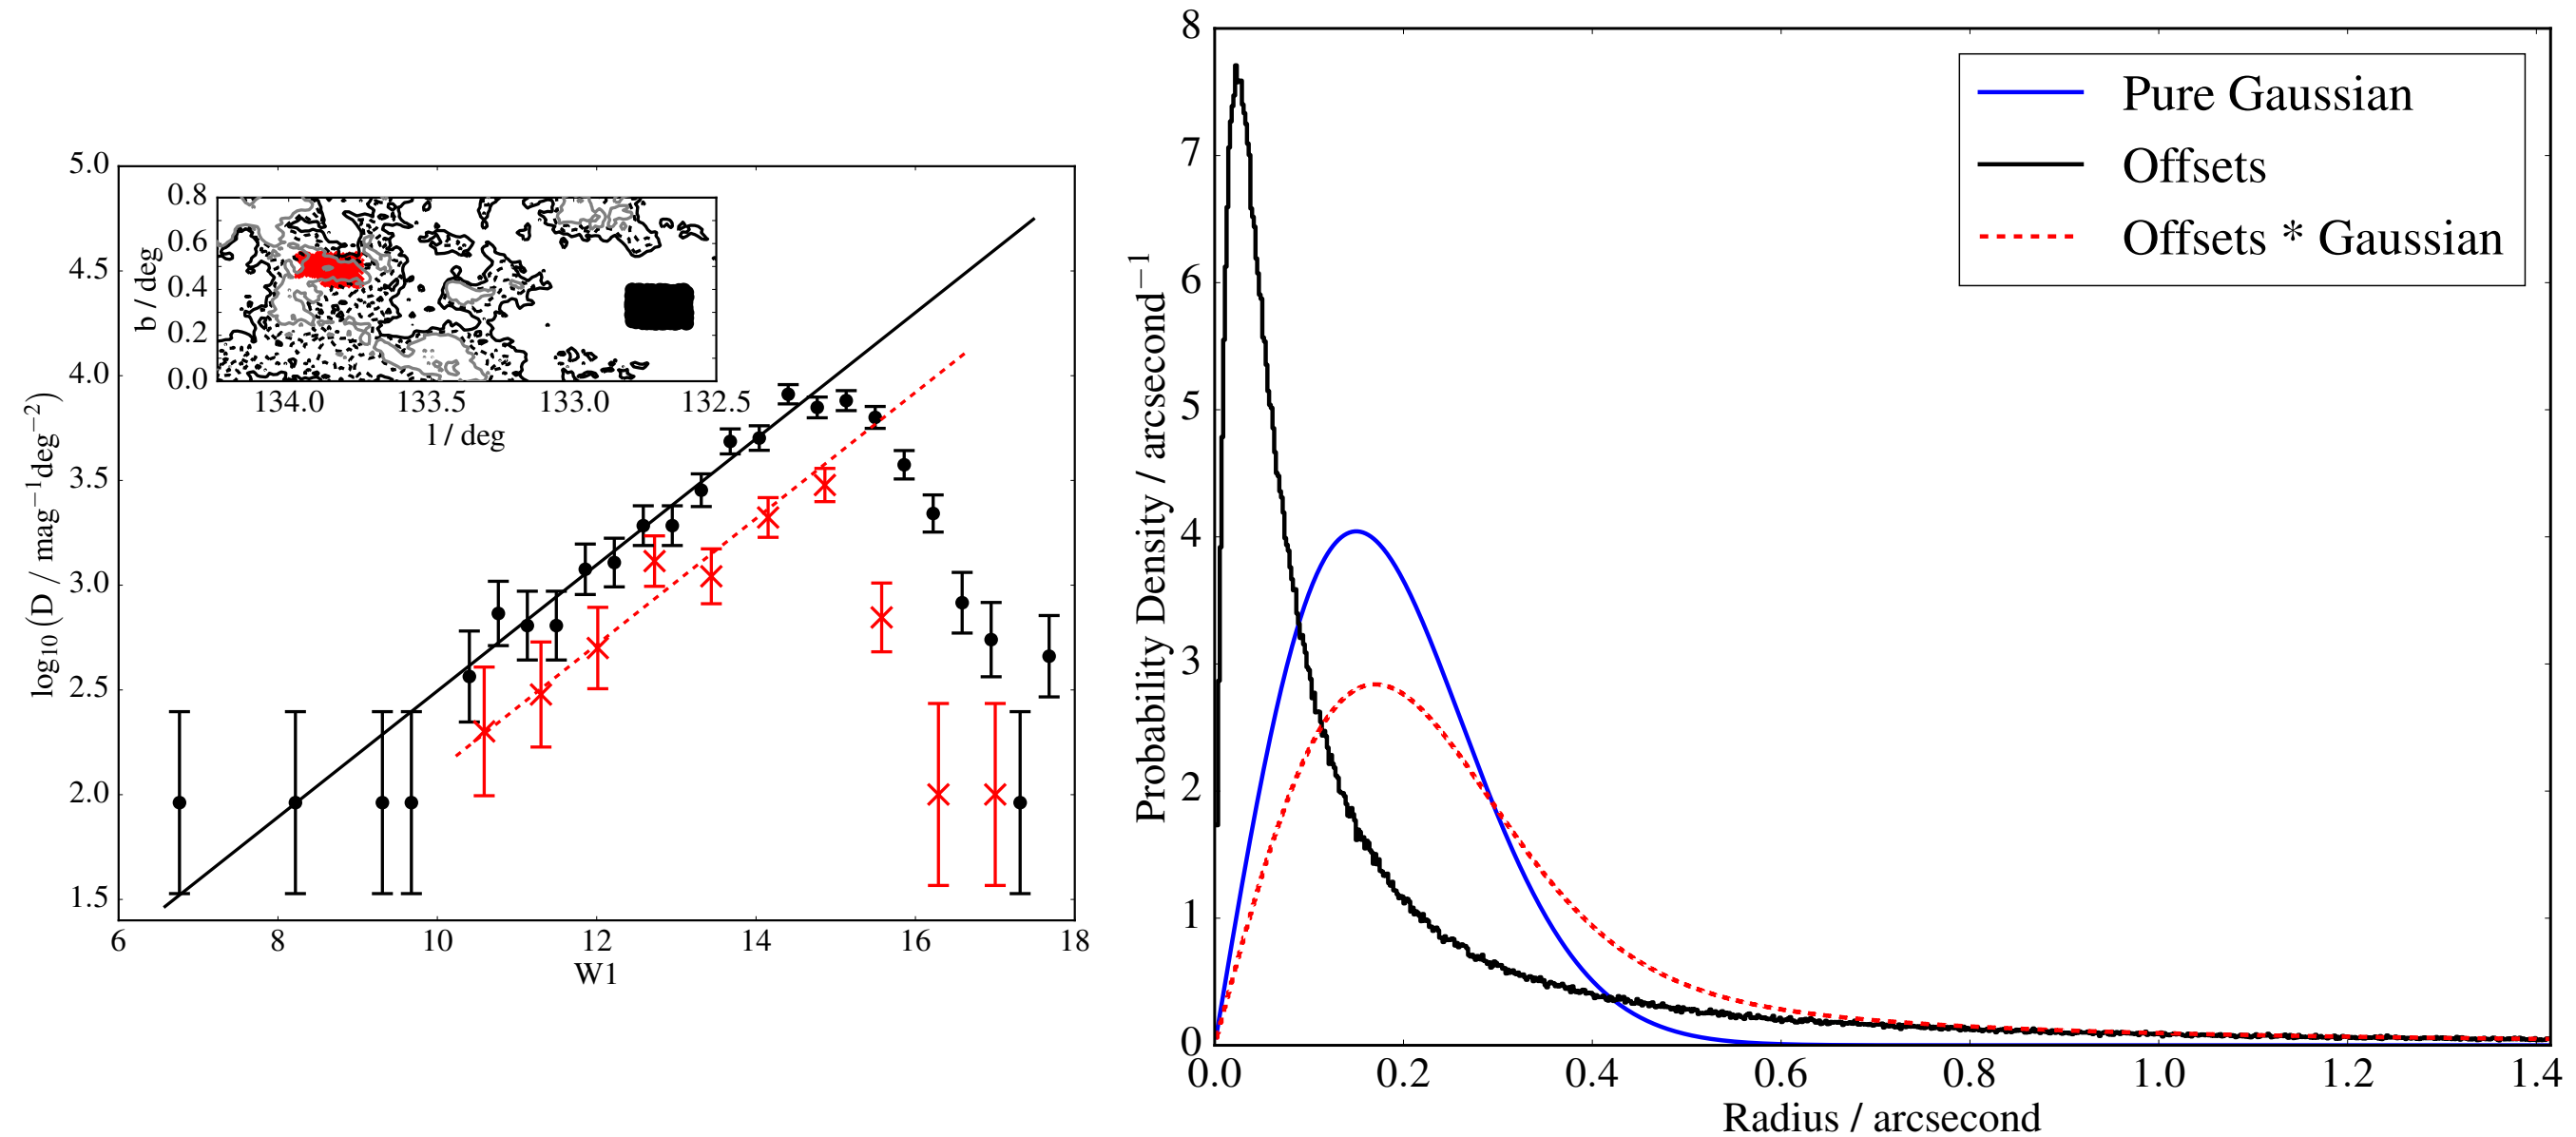 5.0
4.5
4.0
3.5
3.0
2.5
2.0
1.5
log₁₀(D / mag⁻¹deg⁻²)
6 8 10 12 14 16 18
W1
0.8
0.6
0.4
0.2
0.0
b / deg
134.0 133.5 133.0 132.5
l / deg
8
7
6
5
4
3
2
1
0
Probability Density / arcsecond⁻¹
Pure Gaussian
Offsets
Offsets * Gaussian
0.0 0.2 0.4 0.6 0.8 1.0 1.2 1.4
Radius / arcsecond